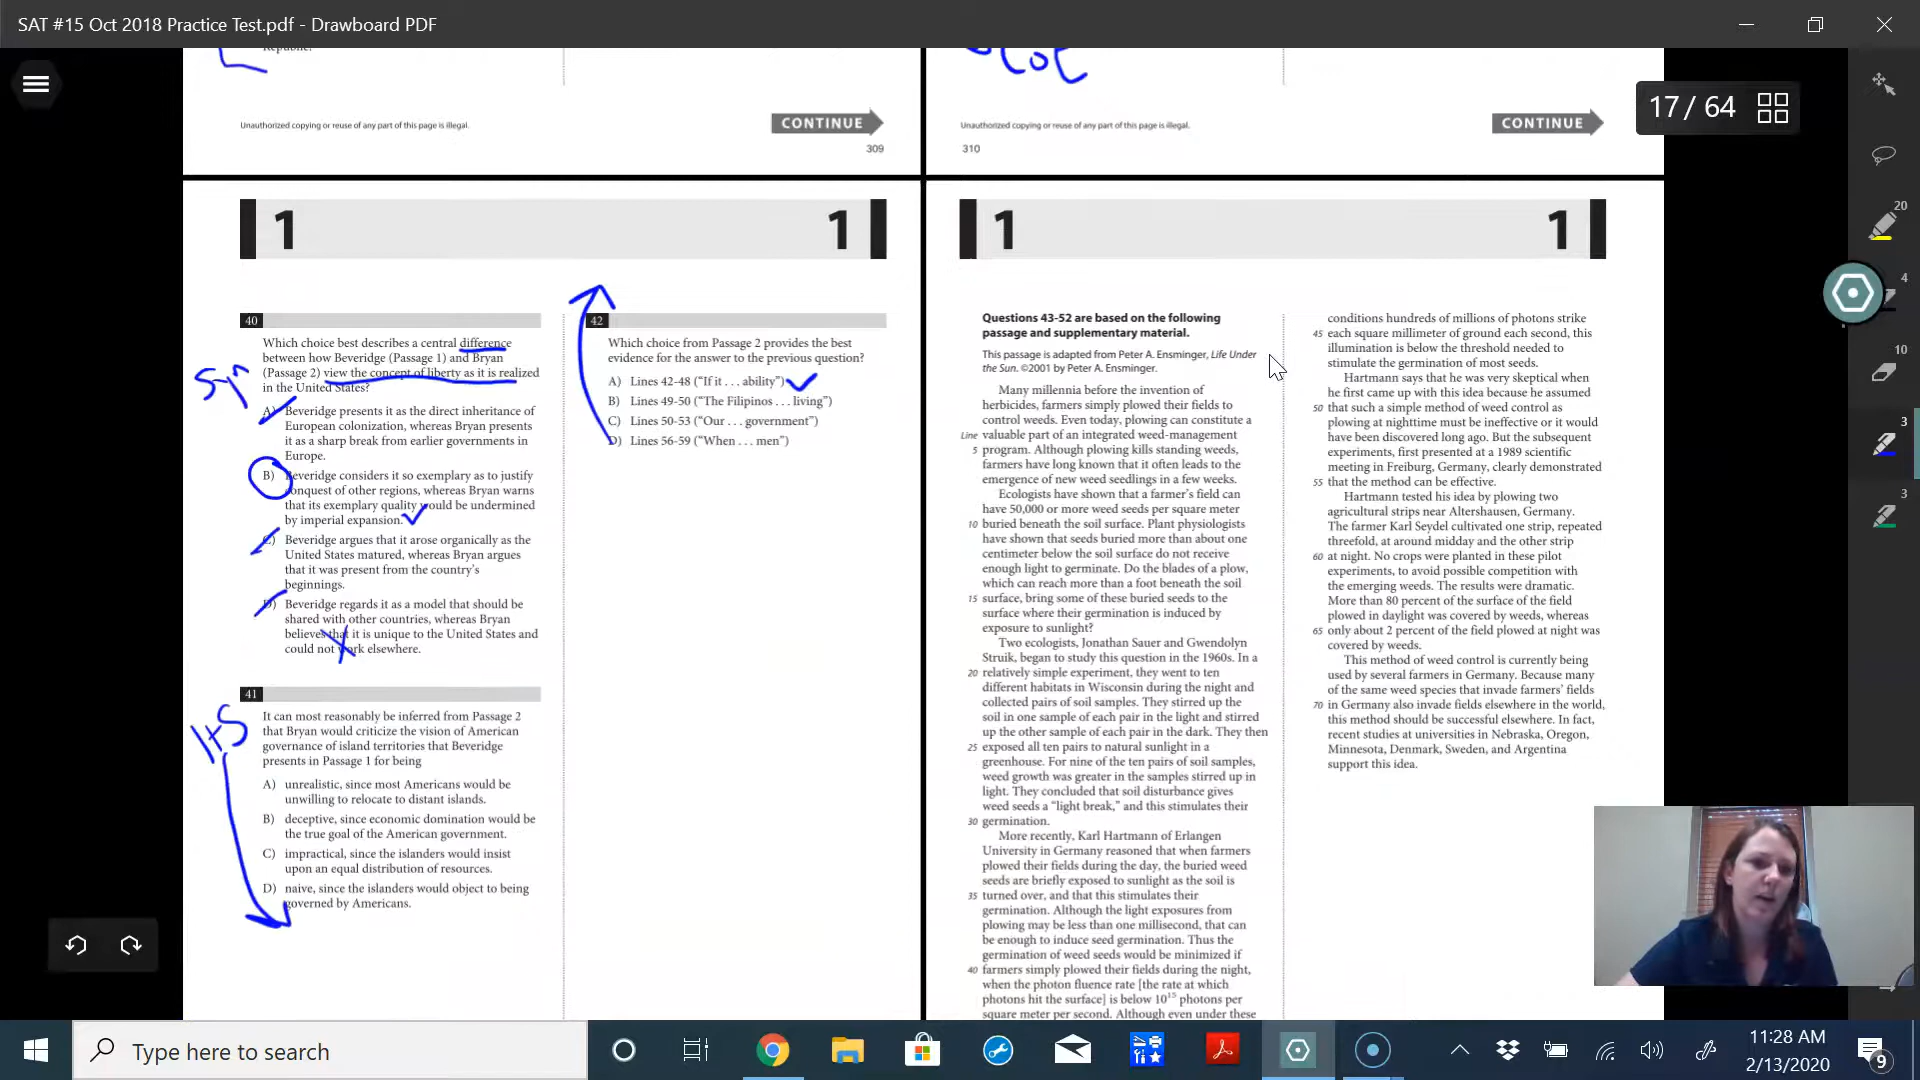 SAT #15 Oct 2018 Practice Test.pdf - Drawboard PDF
Republic?
COE
Unauthorized copying or reuse of any part of this page is illegal.
CONTINUE
309
Unauthorized copying or reuse of any part of this page is illegal.
CONTINUE
310
17 / 64
20
4
10
3
3
1
1
40
Which choice best describes a central difference
between how Beveridge (Passage 1) and Bryan
(Passage 2) view the concept of liberty as it is realized
in the United States?
Syn
A) Beveridge presents it as the direct inheritance of
European colonization, whereas Bryan presents
it as a sharp break from earlier governments in
Europe.
B) Beveridge considers it so exemplary as to justify
conquest of other regions, whereas Bryan warns
that its exemplary quality would be undermined
by imperial expansion.
C) Beveridge argues that it arose organically as the
United States matured, whereas Bryan argues
that it was present from the country's
beginnings.
D) Beveridge regards it as a model that should be
shared with other countries, whereas Bryan
believes that it is unique to the United States and
could not work elsewhere.
41
It can most reasonably be inferred from Passage 2
that Bryan would criticize the vision of American
governance of island territories that Beveridge
presents in Passage 1 for being
A) unrealistic, since most Americans would be
unwilling to relocate to distant islands.
B) deceptive, since economic domination would be
the true goal of the American government.
C) impractical, since the islanders would insist
upon an equal distribution of resources.
D) naive, since the islanders would object to being
governed by Americans.
42
Which choice from Passage 2 provides the best
evidence for the answer to the previous question?
A) Lines 42-48 ("If it . . . ability")
B) Lines 49-50 ("The Filipinos . . . living")
C) Lines 50-53 ("Our . . . government")
D) Lines 56-59 ("When . . . men")
1
1
Questions 43-52 are based on the following
passage and supplementary material.
This passage is adapted from Peter A. Ensminger, Life Under
the Sun. ©2001 by Peter A. Ensminger.
Many millennia before the invention of
herbicides, farmers simply plowed their fields to
control weeds. Even today, plowing can constitute a
Line valuable part of an integrated weed-management
5 program. Although plowing kills standing weeds,
farmers have long known that it often leads to the
emergence of new weed seedlings in a few weeks.
Ecologists have shown that a farmer's field can
have 50,000 or more weed seeds per square meter
10 buried beneath the soil surface. Plant physiologists
have shown that seeds buried more than about one
centimeter below the soil surface do not receive
enough light to germinate. Do the blades of a plow,
which can reach more than a foot beneath the soil
15 surface, bring some of these buried seeds to the
surface where their germination is induced by
exposure to sunlight?
Two ecologists, Jonathan Sauer and Gwendolyn
Struik, began to study this question in the 1960s. In a
20 relatively simple experiment, they went to ten
different habitats in Wisconsin during the night and
collected pairs of soil samples. They stirred up the
soil in one sample of each pair in the light and stirred
up the other sample of each pair in the dark. They then
25 exposed all ten pairs to natural sunlight in a
greenhouse. For nine of the ten pairs of soil samples,
weed growth was greater in the samples stirred up in
light. They concluded that soil disturbance gives
weed seeds a "light break," and this stimulates their
30 germination.
More recently, Karl Hartmann of Erlangen
University in Germany reasoned that when farmers
plowed their fields during the day, the buried weed
seeds are briefly exposed to sunlight as the soil is
35 turned over, and that this stimulates their
germination. Although the light exposures from
plowing may be less than one millisecond, that can
be enough to induce seed germination. Thus the
germination of weed seeds would be minimized if
40 farmers simply plowed their fields during the night,
when the photon fluence rate [the rate at which
photons hit the surface] is below 10¹⁵ photons per
square meter per second. Although even under these
conditions hundreds of millions of photons strike
45 each square millimeter of ground each second, this
illumination is below the threshold needed to
stimulate the germination of most seeds.
Hartmann says that he was very skeptical when
he first came up with this idea because he assumed
50 that such a simple method of weed control as
plowing at nighttime must be ineffective or it would
have been discovered long ago. But the subsequent
experiments, first presented at a 1989 scientific
meeting in Freiburg, Germany, clearly demonstrated
55 that the method can be effective.
Hartmann tested his idea by plowing two
agricultural strips near Altershausen, Germany.
The farmer Karl Seydel cultivated one strip, repeated
threefold, at around midday and the other strip
60 at night. No crops were planted in these pilot
experiments, to avoid possible competition with
the emerging weeds. The results were dramatic.
More than 80 percent of the surface of the field
plowed in daylight was covered by weeds, whereas
65 only about 2 percent of the field plowed at night was
covered by weeds.
This method of weed control is currently being
used by several farmers in Germany. Because many
of the same weed species that invade farmers' fields
70 in Germany also invade fields elsewhere in the world,
this method should be successful elsewhere. In fact,
recent studies at universities in Nebraska, Oregon,
Minnesota, Denmark, Sweden, and Argentina
support this idea.
Type here to search
11:28 AM
2/13/2020
9